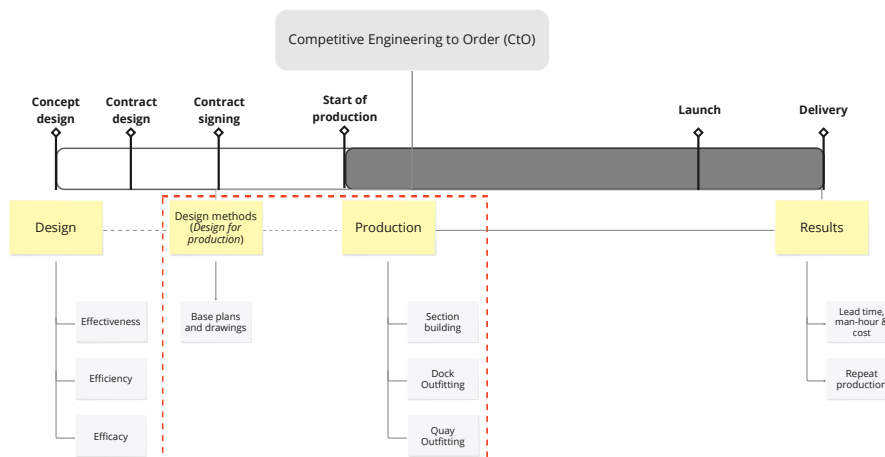 Competitive Engineering to Order (CtO)
Concept
design
Contract
design
Contract
signing
Start of
production
Launch
Delivery
Design
Design methods
(Design for
production)
Production
Results
Effectiveness
Efficiency
Efficacy
Base plans
and drawings
Section
building
Dock
Outfitting
Quay
Outfitting
Lead time,
man-hour &
cost
Repeat
production